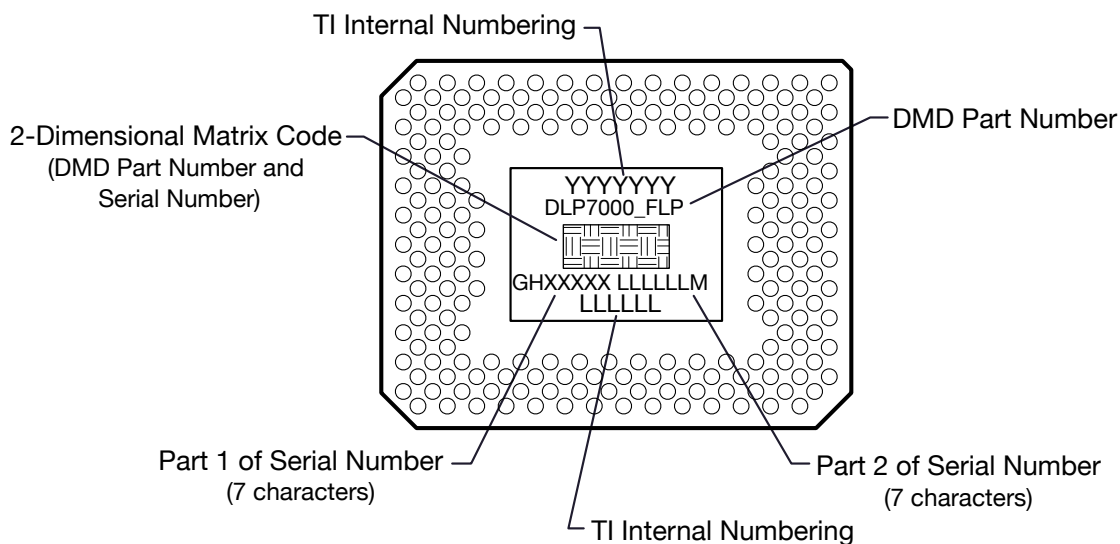 TI Internal Numbering
DMD Part Number
2-Dimensional Matrix Code
(DMD Part Number and
Serial Number)
YYYYYYY
DLP7000_FLP
GHXXXXX LLLLLLM
LLLLLL
Part 1 of Serial Number
(7 characters)
Part 2 of Serial Number
(7 characters)
TI Internal Numbering